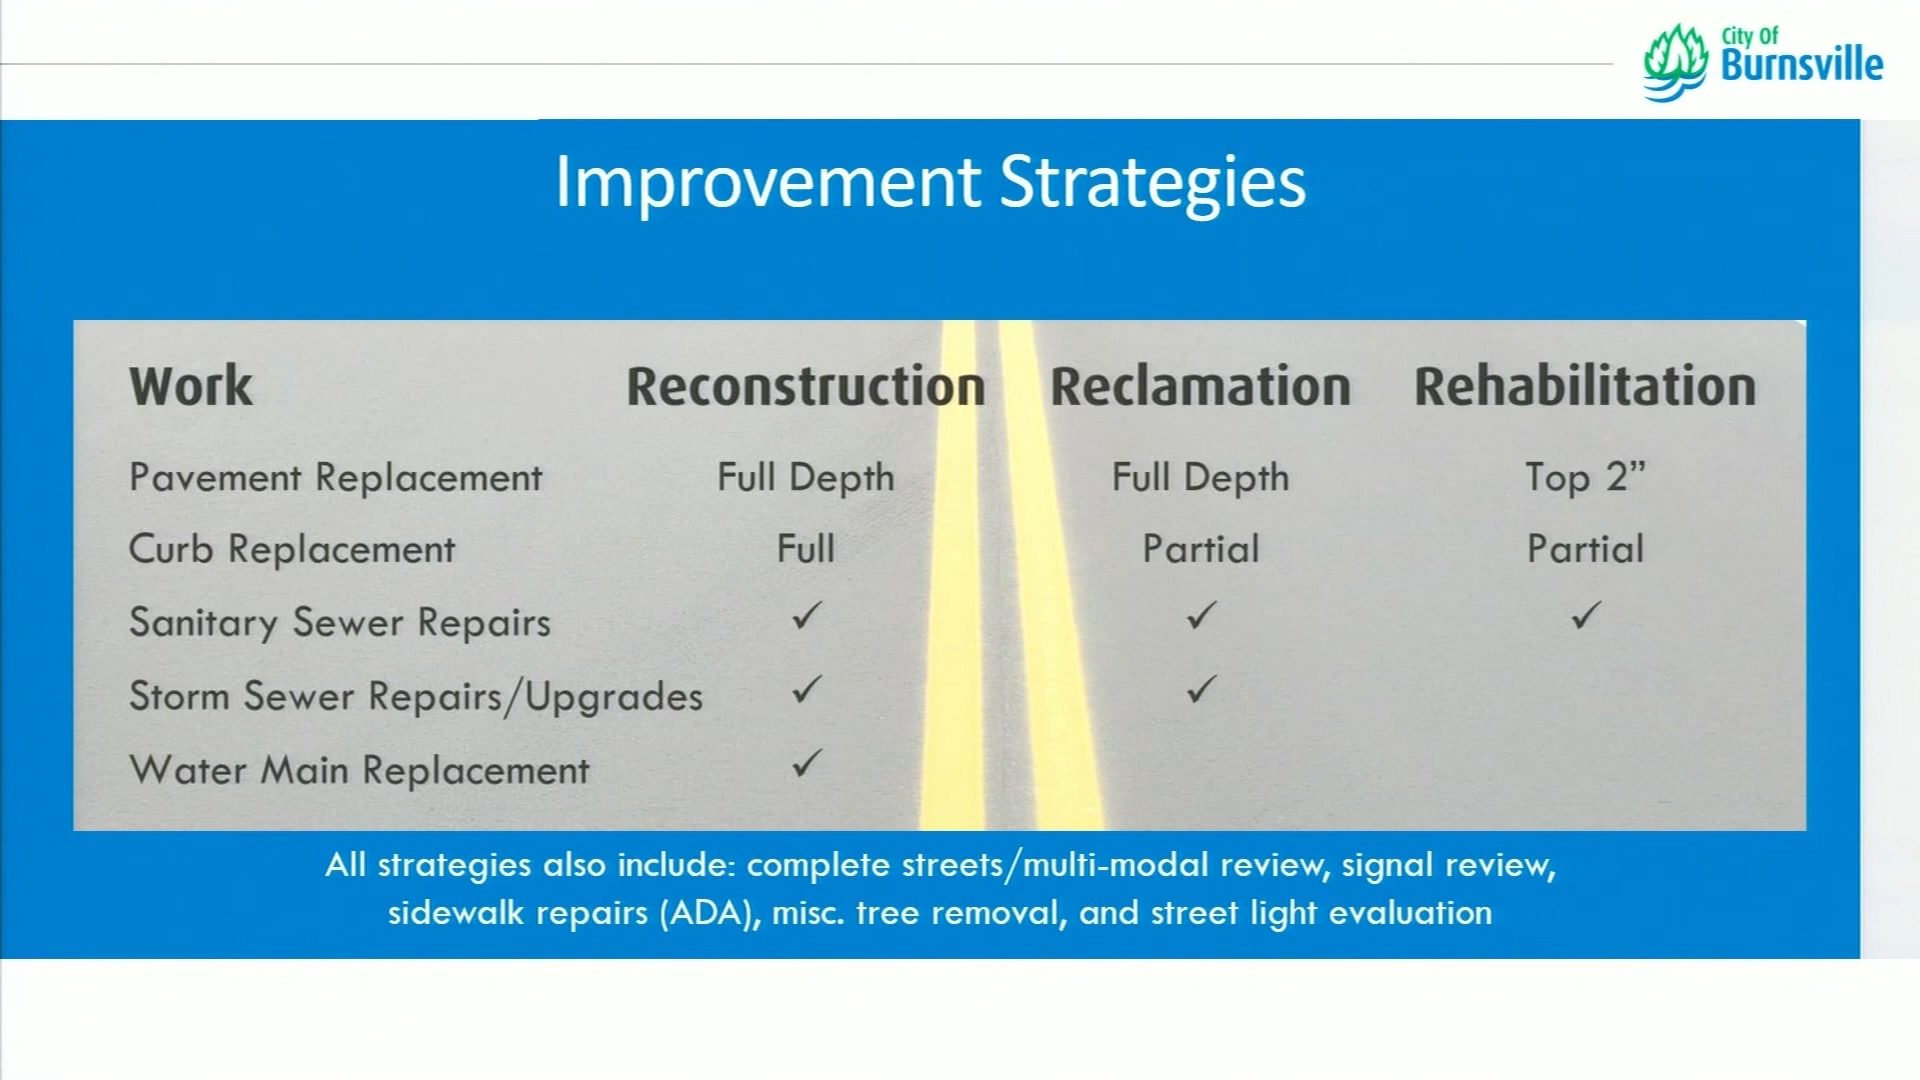 City Of
Burnsville
Improvement Strategies
Work Reconstruction Reclamation Rehabilitation
Pavement Replacement Full Depth Full Depth Top 2”
Curb Replacement Full Partial Partial
Sanitary Sewer Repairs ✓ ✓ ✓
Storm Sewer Repairs/Upgrades ✓ ✓
Water Main Replacement ✓
All strategies also include: complete streets/multi-modal review, signal review,
sidewalk repairs (ADA), misc. tree removal, and street light evaluation